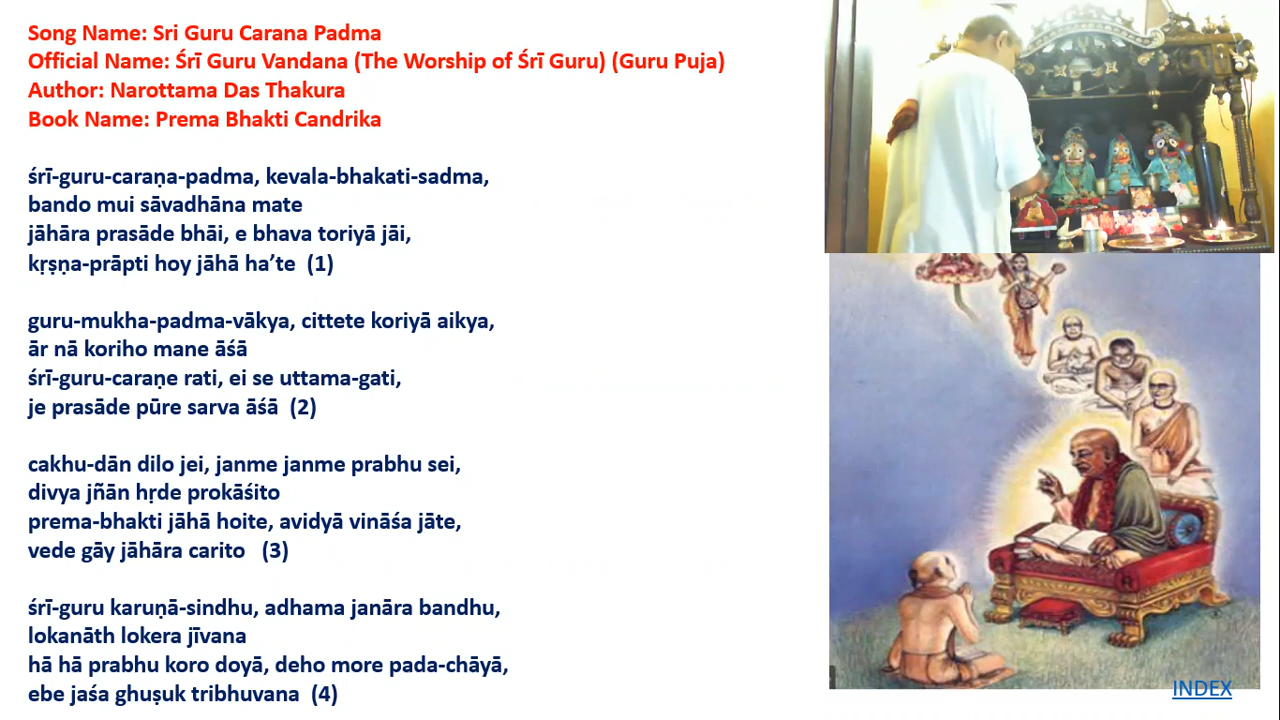 Song Name: Sri Guru Carana Padma
Official Name: Śrī Guru Vandana (The Worship of Śrī Guru) (Guru Puja)
Author: Narottama Das Thakura
Book Name: Prema Bhakti Candrika
śrī-guru-caraṇa-padma, kevala-bhakati-sadma,
bando mui sāvadhāna mate
jāhāra prasāde bhāi, e bhava toriyā jāi,
kṛṣṇa-prāpti hoy jāhā ha’te (1)
guru-mukha-padma-vākya, cittete koriyā aikya,
ār nā koriho mane āśā
śrī-guru-caraṇe rati, ei se uttama-gati,
je prasāde pūre sarva āśā (2)
cakhu-dān dilo jei, janme janme prabhu sei,
divya jñān hṛde prokāśito
prema-bhakti jāhā hoite, avidyā vināśa jāte,
vede gāy jāhāra carito (3)
śrī-guru karuṇā-sindhu, adhama janāra bandhu,
lokanāth lokera jīvana
hā hā prabhu koro doyā, deho more pada-chāyā,
ebe jaśa ghuṣuk tribhuvana (4)
INDEX